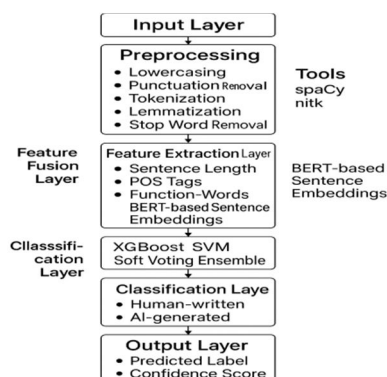 Input Layer
Preprocessing
• Lowercasing
• Punctuation Removal
• Tokenization
• Lemmatization
• Stop Word Removal
Tools
spaCy
nitk
Feature
Fusion
Layer
Feature Extraction Layer
• Sentence Length
• POS Tags
• Function-Words
BERT-based Sentence
Embeddings
BERT-based
Sentence
Embeddings
Cllasssifi-
cation
Layer
XGBoost SVM
Soft Voting Ensemble
Classification Laye
• Human-written
• AI-generated
Output Layer
• Predicted Label
• Confidence Score